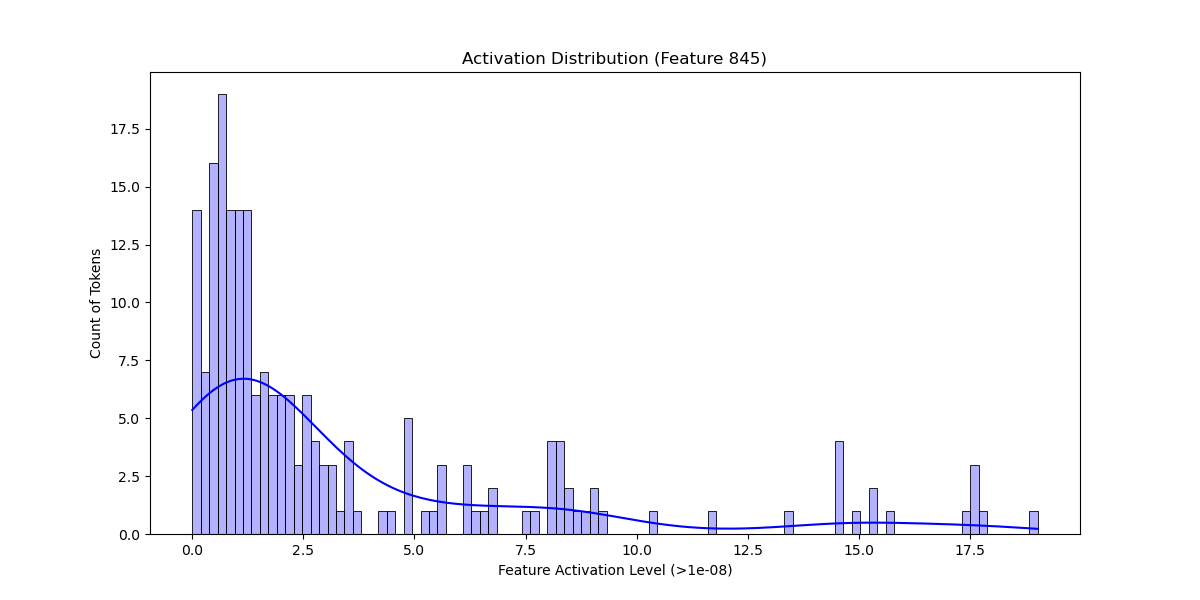 Activation Distribution (Feature 845)
17.5
15.0
12.5
10.0
7.5
5.0
2.5
0.0
Count of Tokens
0.0 2.5 5.0 7.5 10.0 12.5 15.0 17.5
Feature Activation Level (>1e-08)